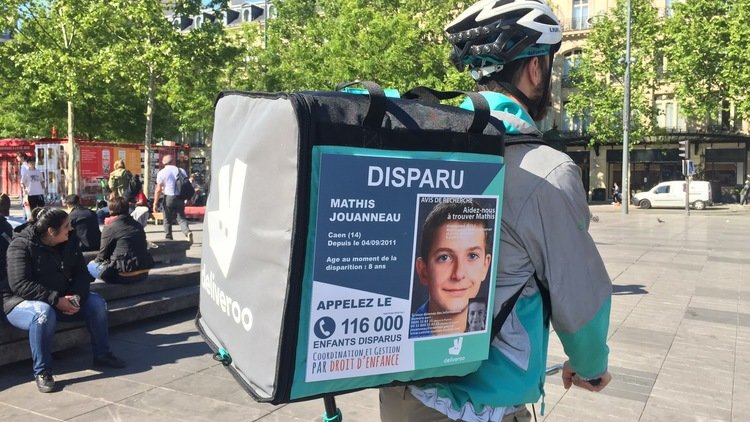 deliveroo
DISPARU
MATHIS
JOUANNEAU
Caen (14)
Depuis le 04/09/2011
Age au moment de la
disparition : 8 ans
APPELEZ LE
116 000
ENFANTS DISPARUS
COORDINATION ET GESTION
PAR DROIT D'ENFANCE
AVIS DE RECHERCHE
Aidez-nous
à trouver Mathis
deliveroo